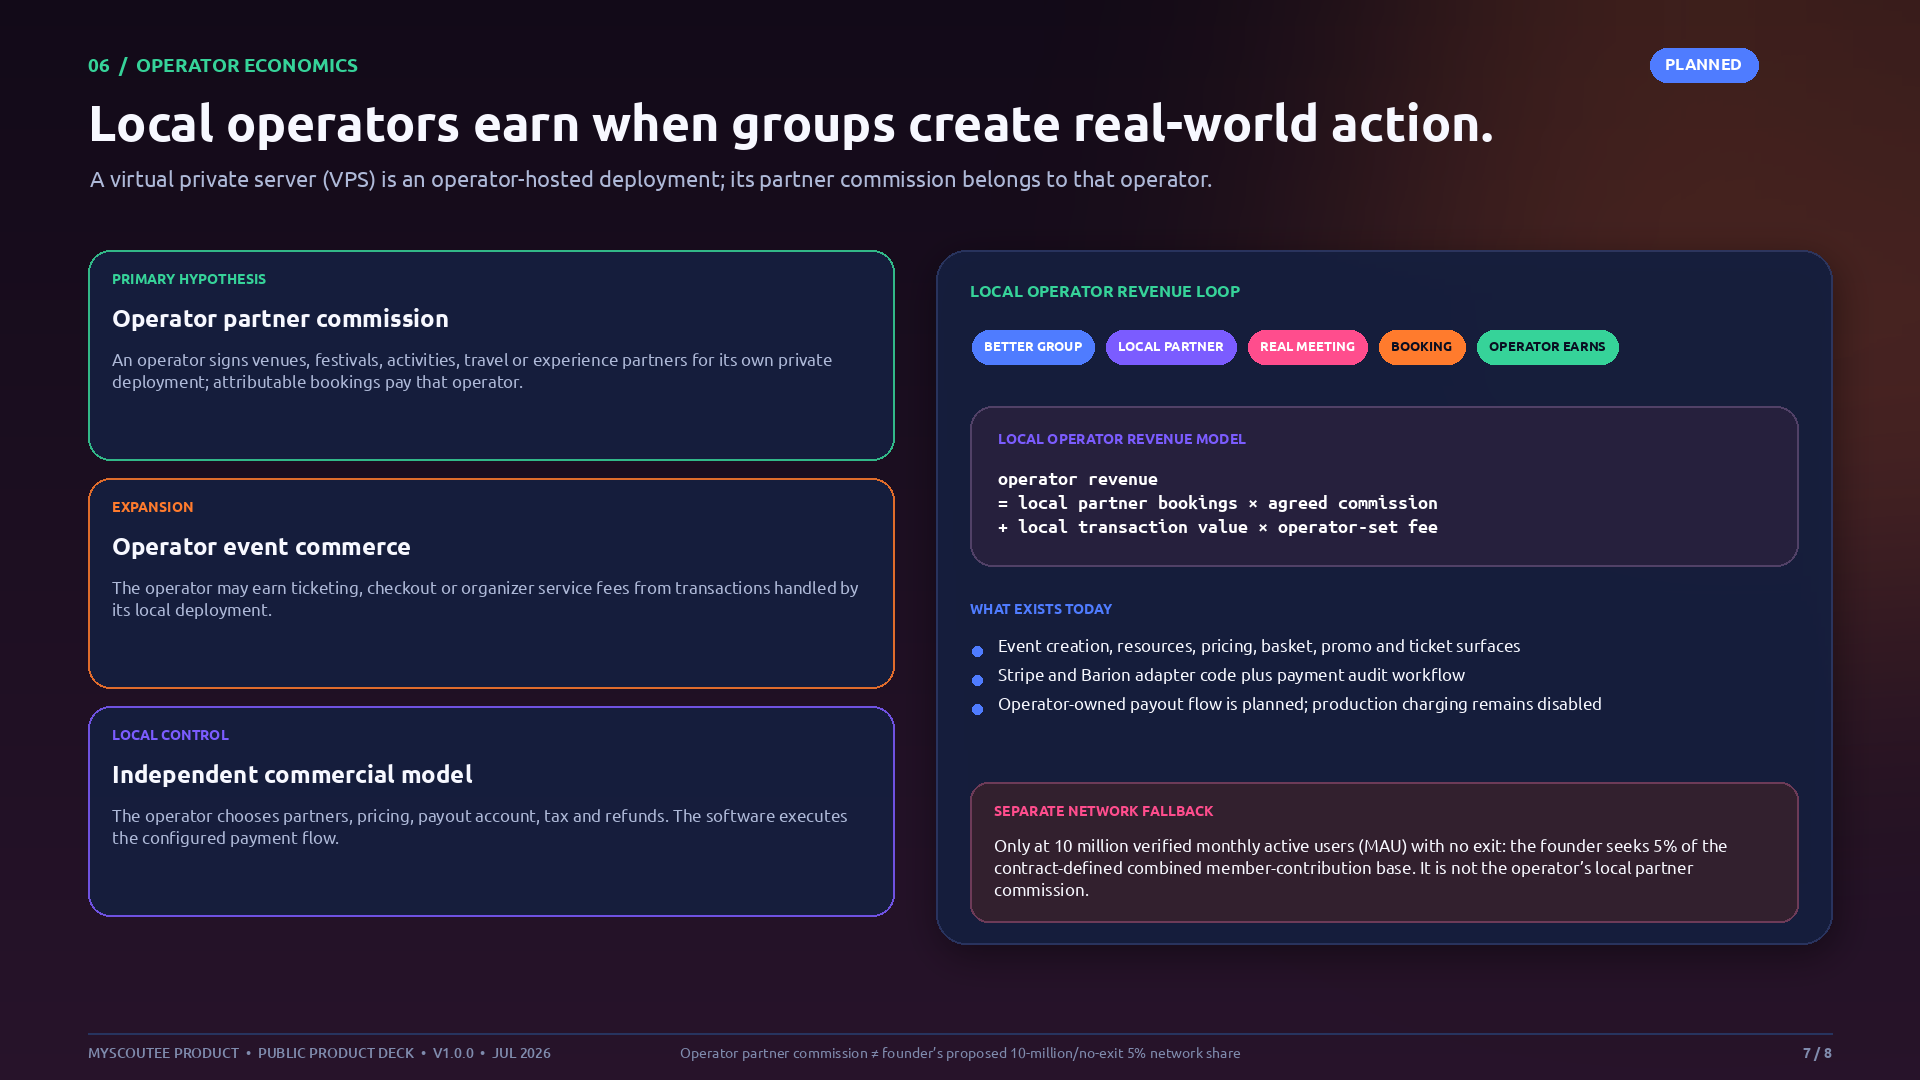 06 / OPERATOR ECONOMICS
PLANNED
Local operators earn when groups create real-world action.
A virtual private server (VPS) is an operator-hosted deployment; its partner commission belongs to that operator.
PRIMARY HYPOTHESIS
Operator partner commission
An operator signs venues, festivals, activities, travel or experience partners for its own private
deployment; attributable bookings pay that operator.
EXPANSION
Operator event commerce
The operator may earn ticketing, checkout or organizer service fees from transactions handled by
its local deployment.
LOCAL CONTROL
Independent commercial model
The operator chooses partners, pricing, payout account, tax and refunds. The software executes
the configured payment flow.
LOCAL OPERATOR REVENUE LOOP
BETTER GROUP LOCAL PARTNER REAL MEETING BOOKING OPERATOR EARNS
LOCAL OPERATOR REVENUE MODEL
operator revenue
= local partner bookings × agreed commission
+ local transaction value × operator-set fee
WHAT EXISTS TODAY
Event creation, resources, pricing, basket, promo and ticket surfaces
Stripe and Barion adapter code plus payment audit workflow
Operator-owned payout flow is planned; production charging remains disabled
SEPARATE NETWORK FALLBACK
Only at 10 million verified monthly active users (MAU) with no exit: the founder seeks 5% of the
contract-defined combined member-contribution base. It is not the operator’s local partner
commission.
MYSCOUTEE PRODUCT • PUBLIC PRODUCT DECK • V1.0.0 • JUL 2026
Operator partner commission ≠ founder’s proposed 10-million/no-exit 5% network share
7 / 8